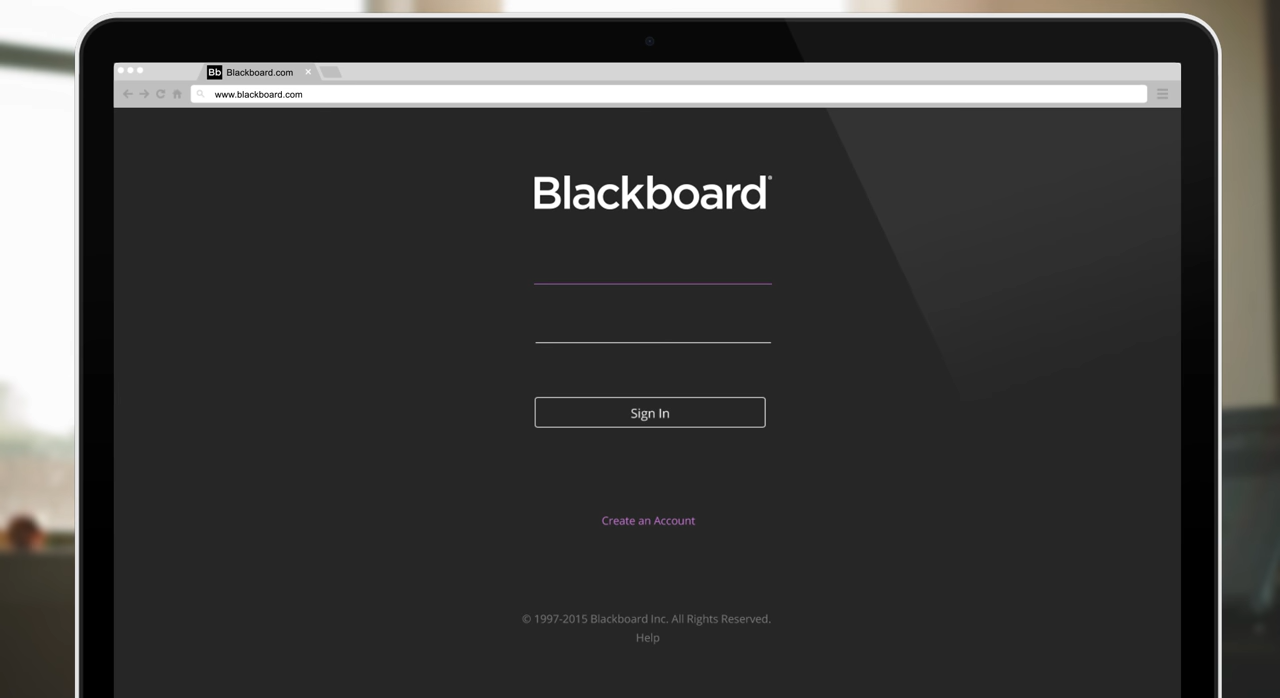 Bb Blackboard.com ×
www.blackboard.com
Blackboard®
Sign In
Create an Account
© 1997-2015 Blackboard Inc. All Rights Reserved.
Help